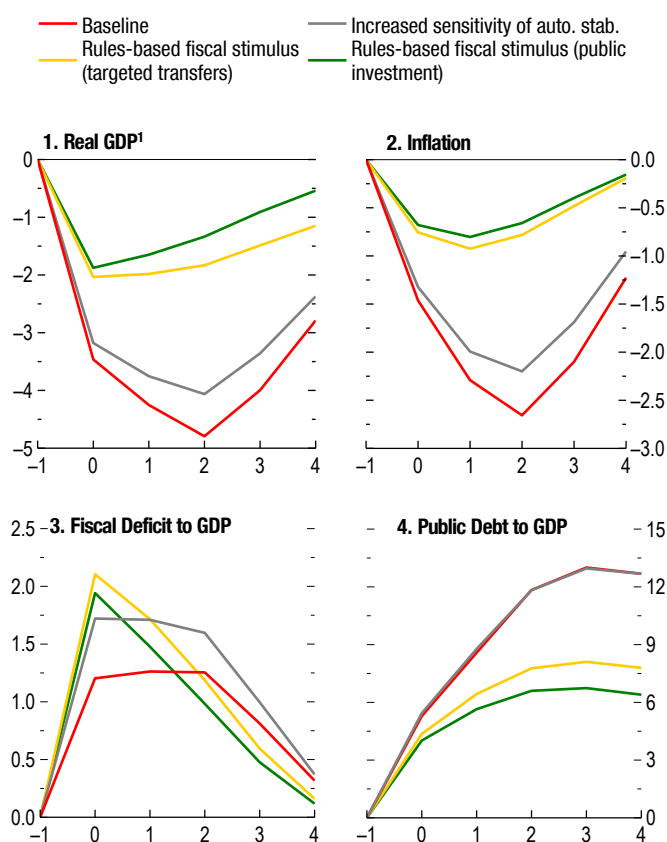 Baseline
Increased sensitivity of auto. stab.
Rules-based fiscal stimulus
(targeted transfers)
Rules-based fiscal stimulus (public
investment)
1. Real GDP¹
0
–1
–2
–3
–4
–5
–1 0 1 2 3 4
2. Inflation
0.0
–0.5
–1.0
–1.5
–2.0
–2.5
–3.0
–1 0 1 2 3 4
3. Fiscal Deficit to GDP
2.5
2.0
1.5
1.0
0.5
0.0
–1 0 1 2 3 4
4. Public Debt to GDP
15
12
9
6
3
0
–1 0 1 2 3 4